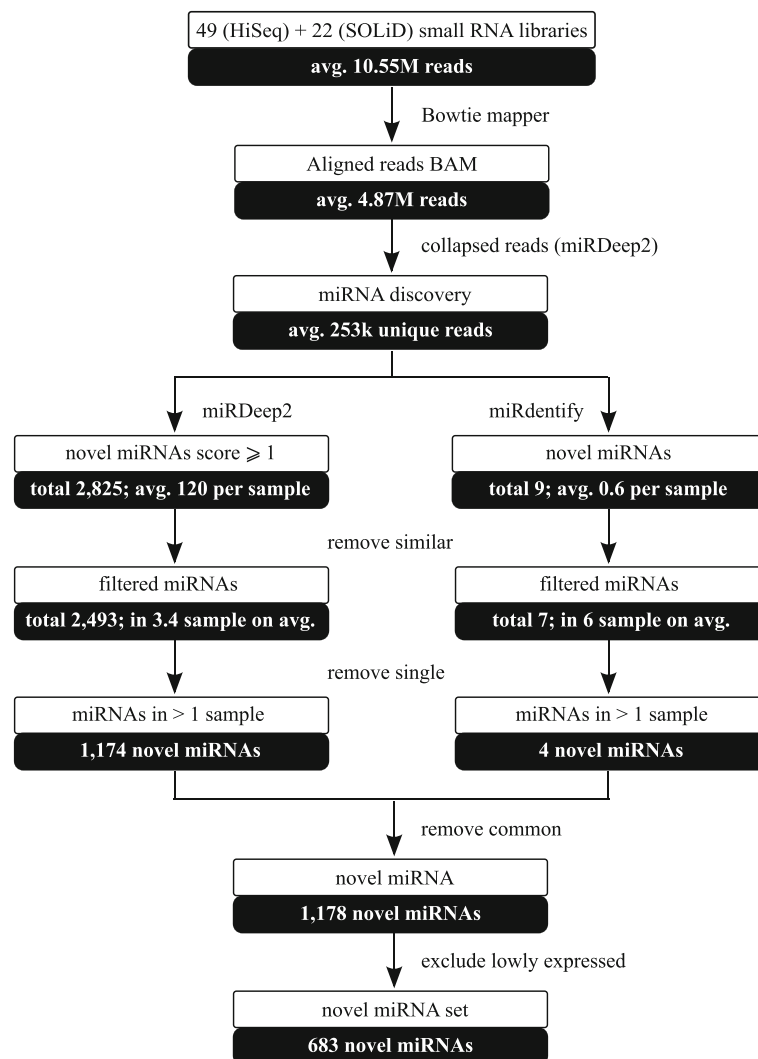 49 (HiSeq) + 22 (SOLiD) small RNA libraries
avg. 10.55M reads
Bowtie mapper
Aligned reads BAM
avg. 4.87M reads
collapsed reads (miRDeep2)
miRNA discovery
avg. 253k unique reads
miRDeep2
miRdentify
novel miRNAs score ⩾ 1
novel miRNAs
total 2,825; avg. 120 per sample
total 9; avg. 0.6 per sample
remove similar
filtered miRNAs
filtered miRNAs
total 2,493; in 3.4 sample on avg.
total 7; in 6 sample on avg.
remove single
miRNAs in > 1 sample
miRNAs in > 1 sample
1,174 novel miRNAs
4 novel miRNAs
remove common
novel miRNA
1,178 novel miRNAs
exclude lowly expressed
novel miRNA set
683 novel miRNAs